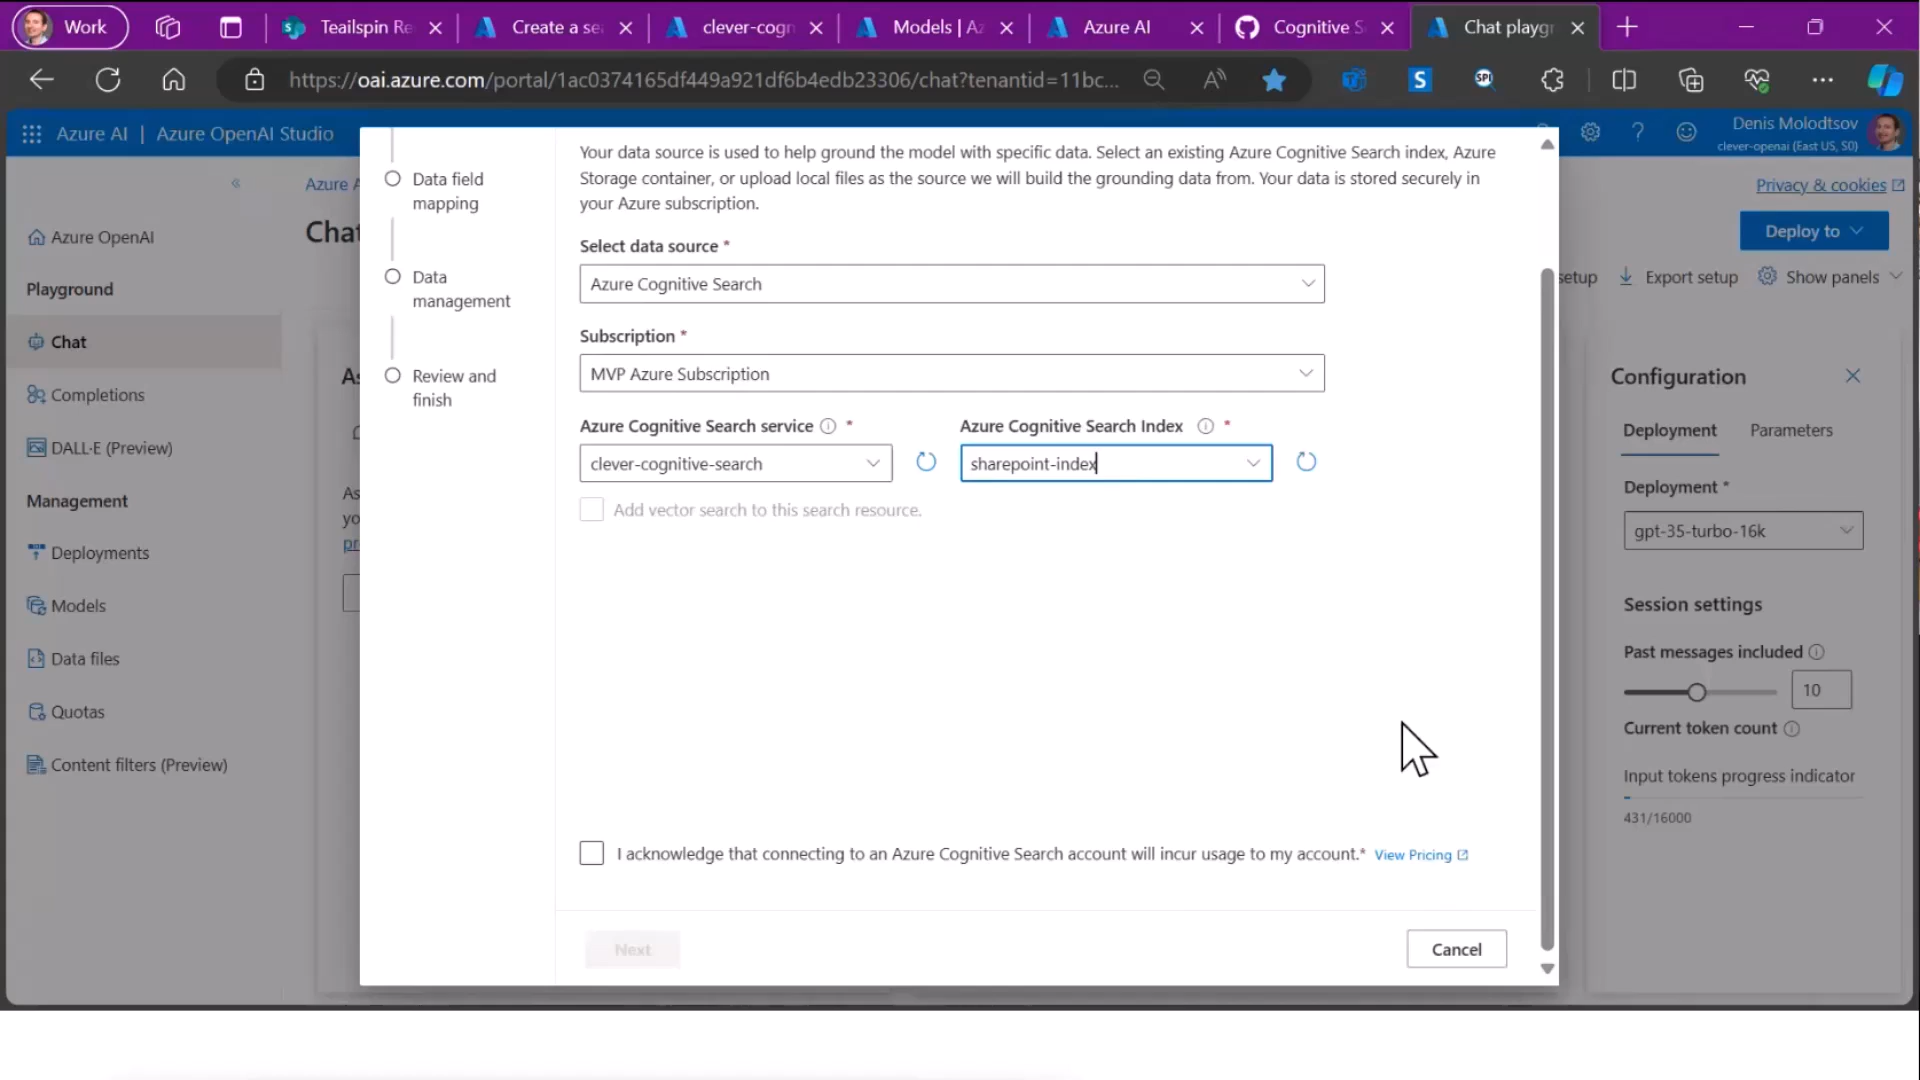 Work
Teailspin Re
Create a se
clever-cogn
Models | Az
Azure AI
Cognitive S
Chat playgr
https://oai.azure.com/portal/1ac0374165df449a921df6b4edb23306/chat?tenantid=11bc...
Azure AI | Azure OpenAI Studio
Denis Molodtsov
clever-openai (East US, S0)
Azure A
Privacy & cookies
Chat
Deploy to
setup
Export setup
Show panels
Azure OpenAI
Playground
Chat
Completions
DALL·E (Preview)
Management
Deployments
Models
Data files
Quotas
Content filters (Preview)
As
As
yo
pr
Data field
mapping
Data
management
Review and
finish
Your data source is used to help ground the model with specific data. Select an existing Azure Cognitive Search index, Azure
Storage container, or upload local files as the source we will build the grounding data from. Your data is stored securely in
your Azure subscription.
Select data source *
Azure Cognitive Search
Subscription *
MVP Azure Subscription
Azure Cognitive Search service *
Azure Cognitive Search Index *
clever-cognitive-search
sharepoint-index
Add vector search to this search resource.
I acknowledge that connecting to an Azure Cognitive Search account will incur usage to my account.* View Pricing
Next
Cancel
Configuration
Deployment
Parameters
Deployment *
gpt-35-turbo-16k
Session settings
Past messages included
10
Current token count
Input tokens progress indicator
431/16000